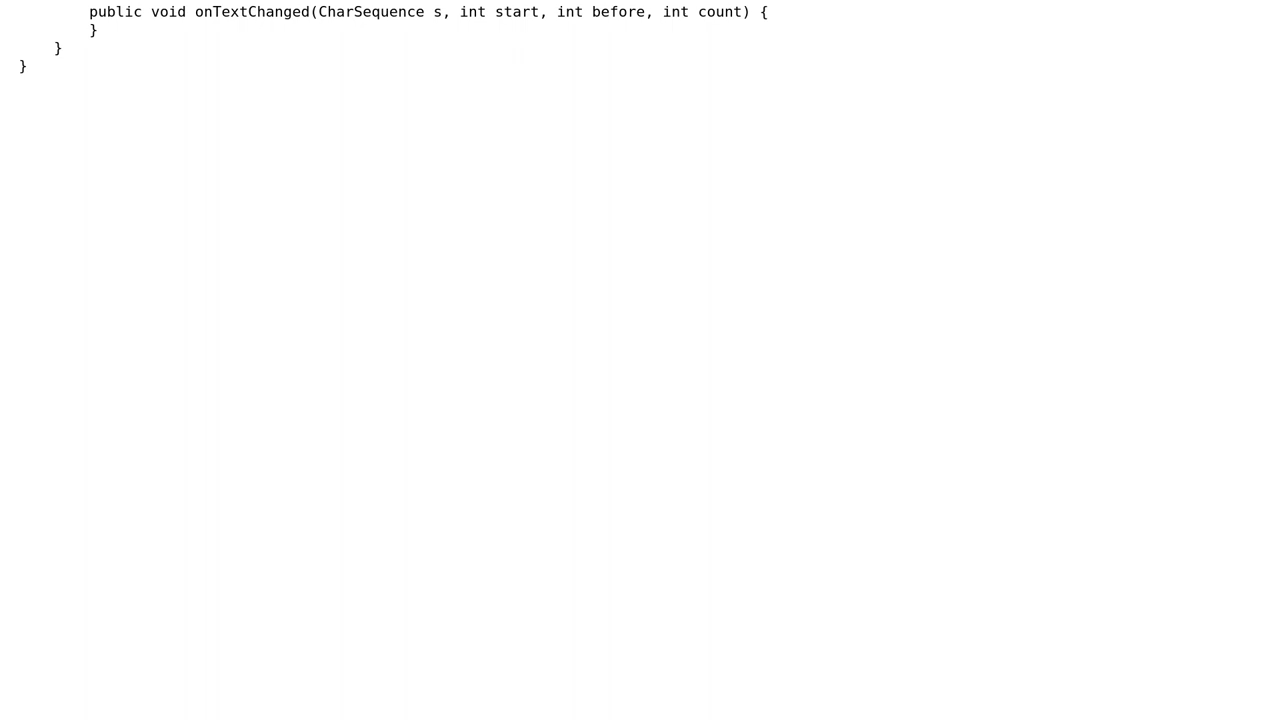 public void onTextChanged(CharSequence s, int start, int before, int count) {
        }
    }
}